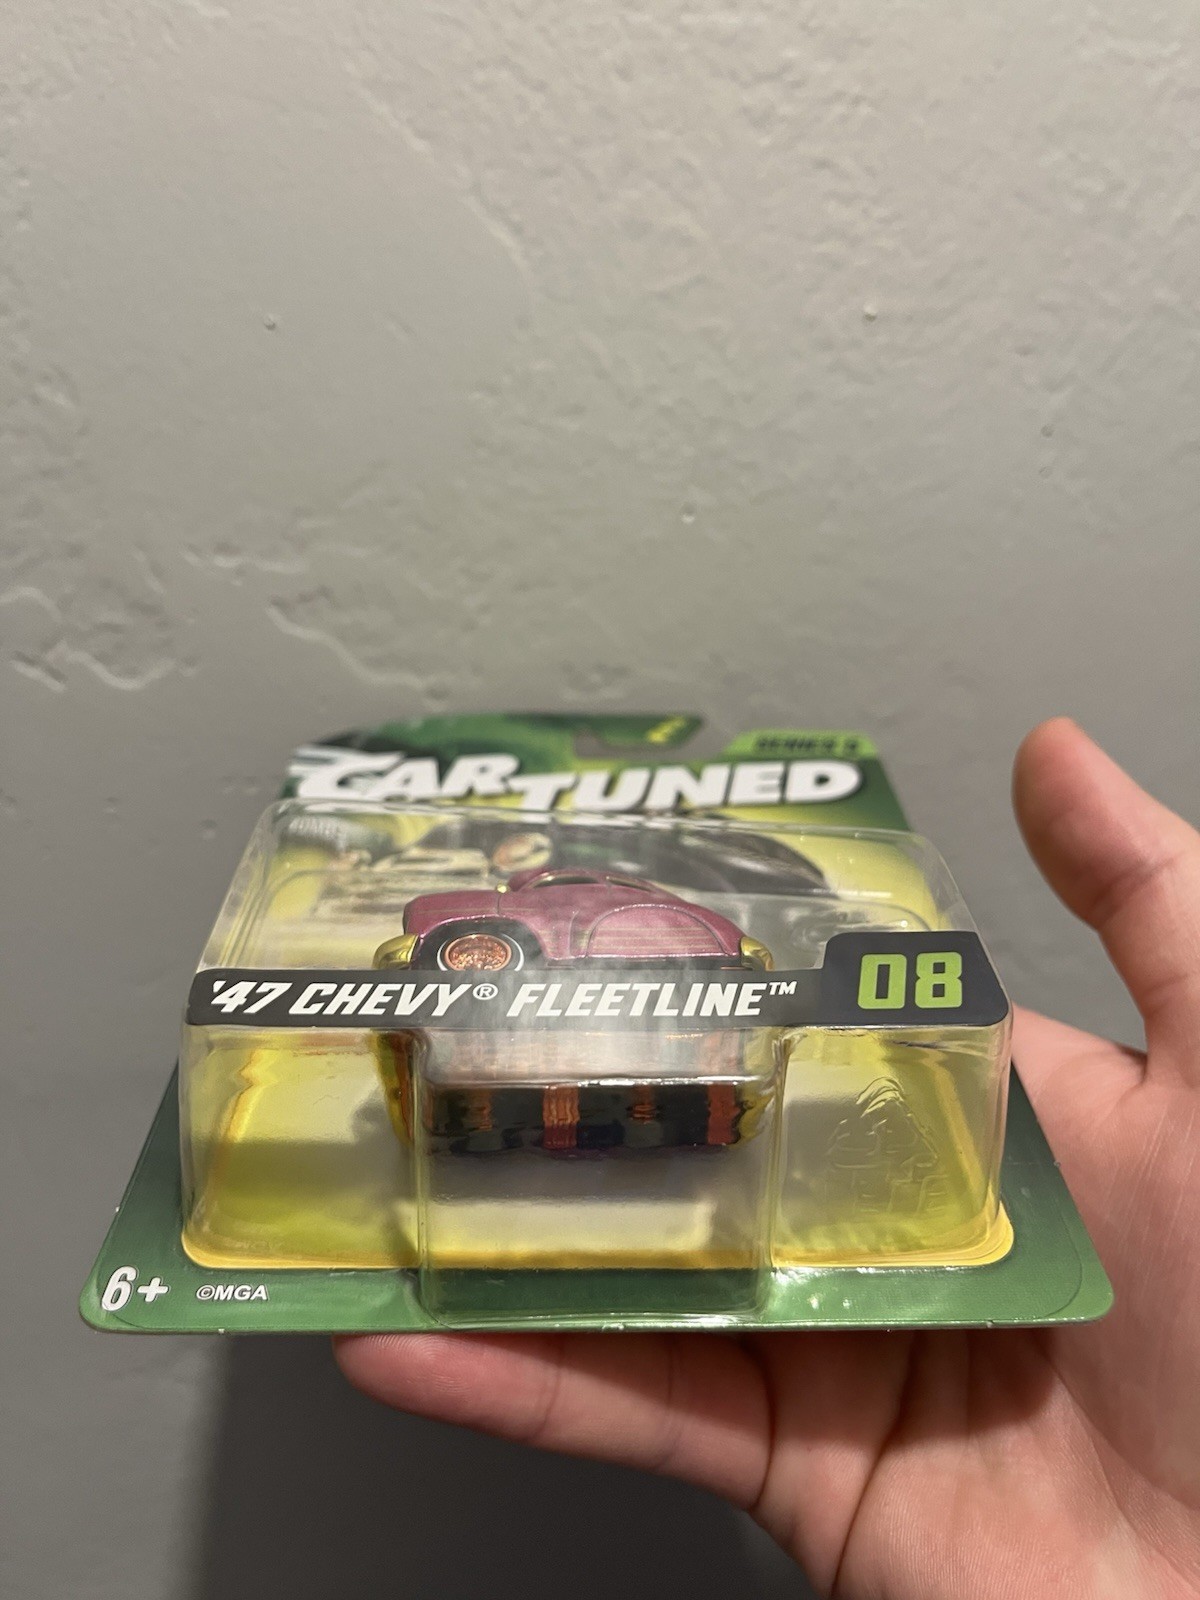 CARTUNED
'47 CHEVY® FLEETLINE™
08
6+ ©MGA